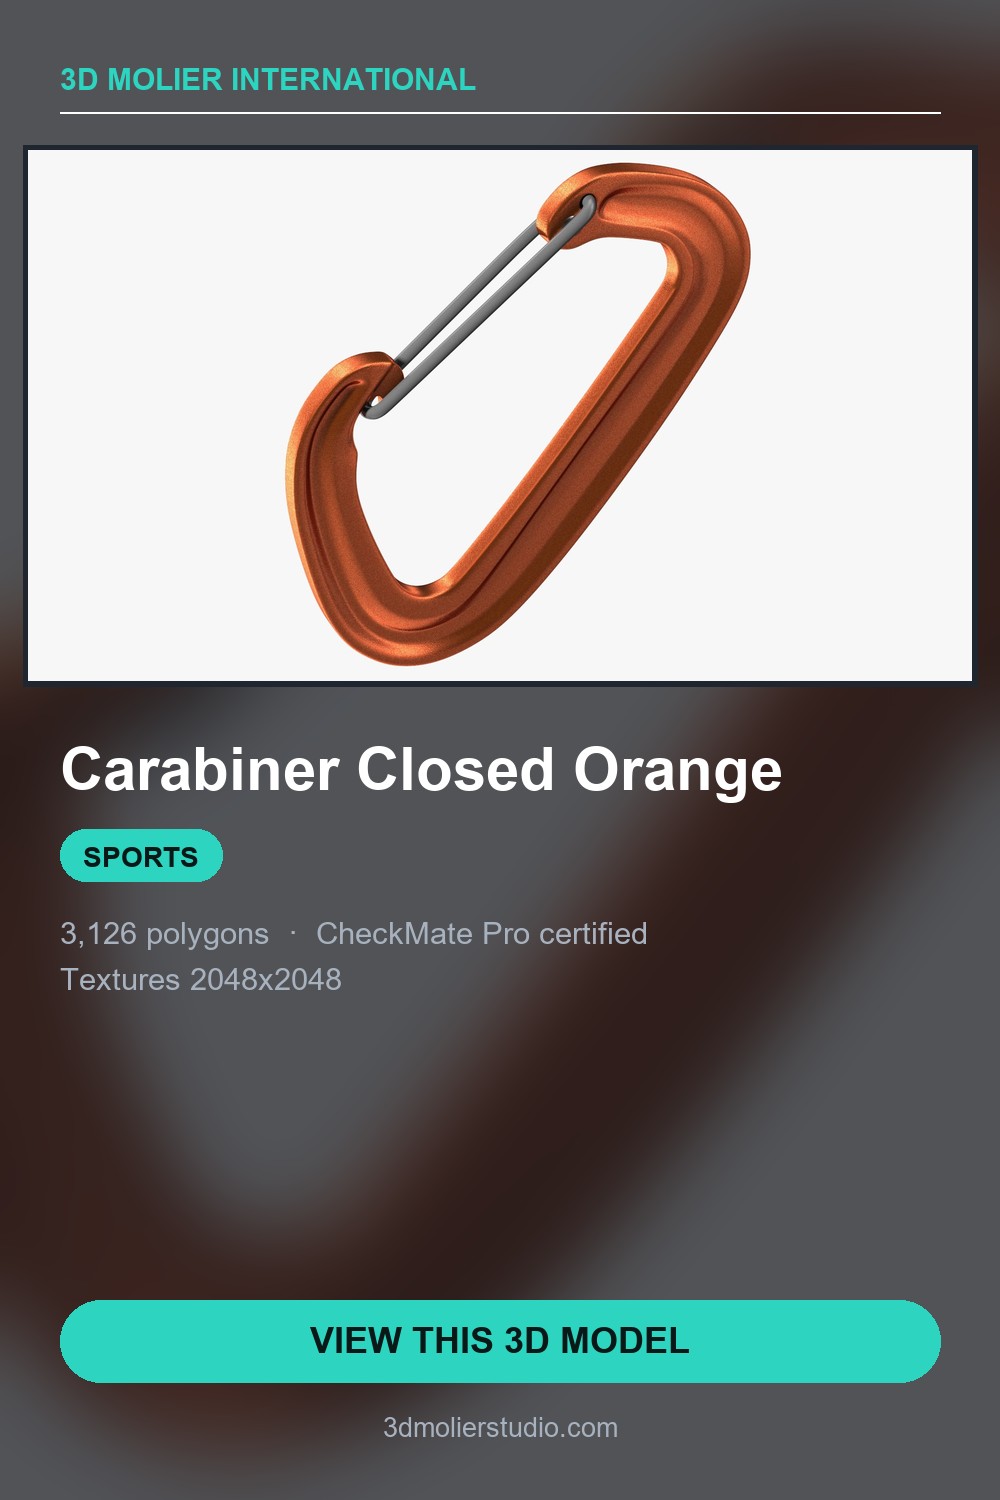 3D MOLIER INTERNATIONAL
Carabiner Closed Orange
SPORTS
3,126 polygons · CheckMate Pro certified
Textures 2048x2048
VIEW THIS 3D MODEL
3dmolierstudio.com